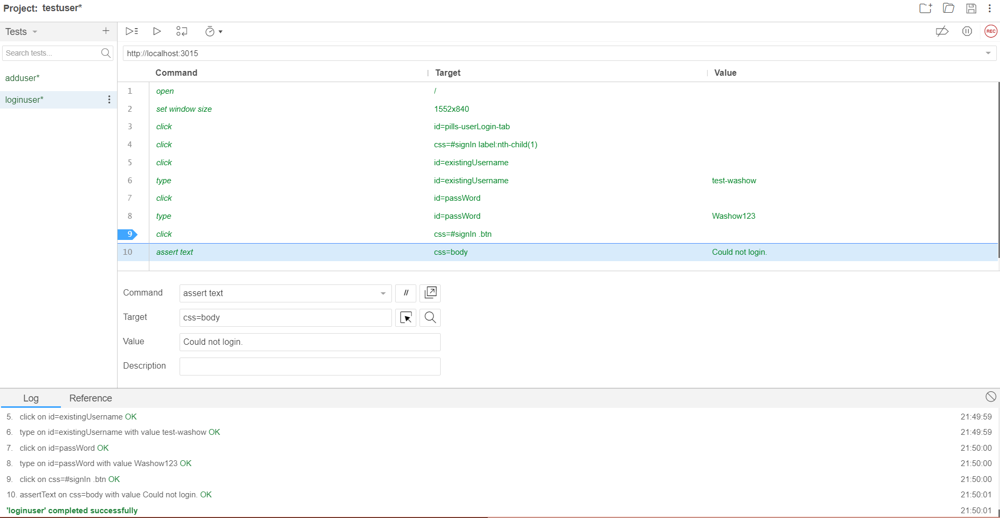 Project: testuser*
Tests
Search tests...
adduser*
loginuser*
REC
http://localhost:3015
Command Target Value
1 open /
2 set window size 1552x840
3 click id=pills-userLogin-tab
4 click css=#signIn label:nth-child(1)
5 click id=existingUsername
6 type id=existingUsername test-washow
7 click id=passWord
8 type id=passWord Washow123
9 click css=#signIn .btn
10 assert text css=body Could not login.
Command assert text //
Target css=body
Value Could not login.
Description
Log Reference
5. click on id=existingUsername OK 21:49:59
6. type on id=existingUsername with value test-washow OK 21:49:59
7. click on id=passWord OK 21:50:00
8. type on id=passWord with value Washow123 OK 21:50:00
9. click on css=#signIn .btn OK 21:50:00
10. assertText on css=body with value Could not login. OK 21:50:01
'loginuser' completed successfully 21:50:01